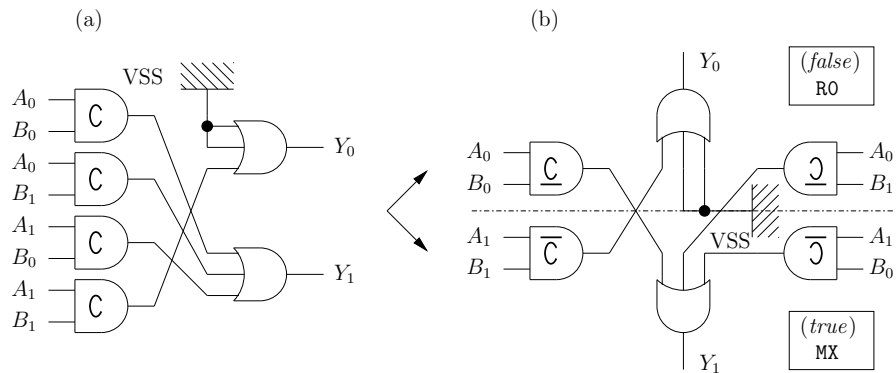 (a)
VSS
A₀
B₀
C
A₀
B₁
C
A₁
B₀
C
A₁
B₁
C
Y₀
Y₁
(b)
Y₀
(false)
R0
A₀
B₀
C
A₀
B₁
C
VSS
A₁
B₁
C
A₁
B₀
C
Y₁
(true)
MX